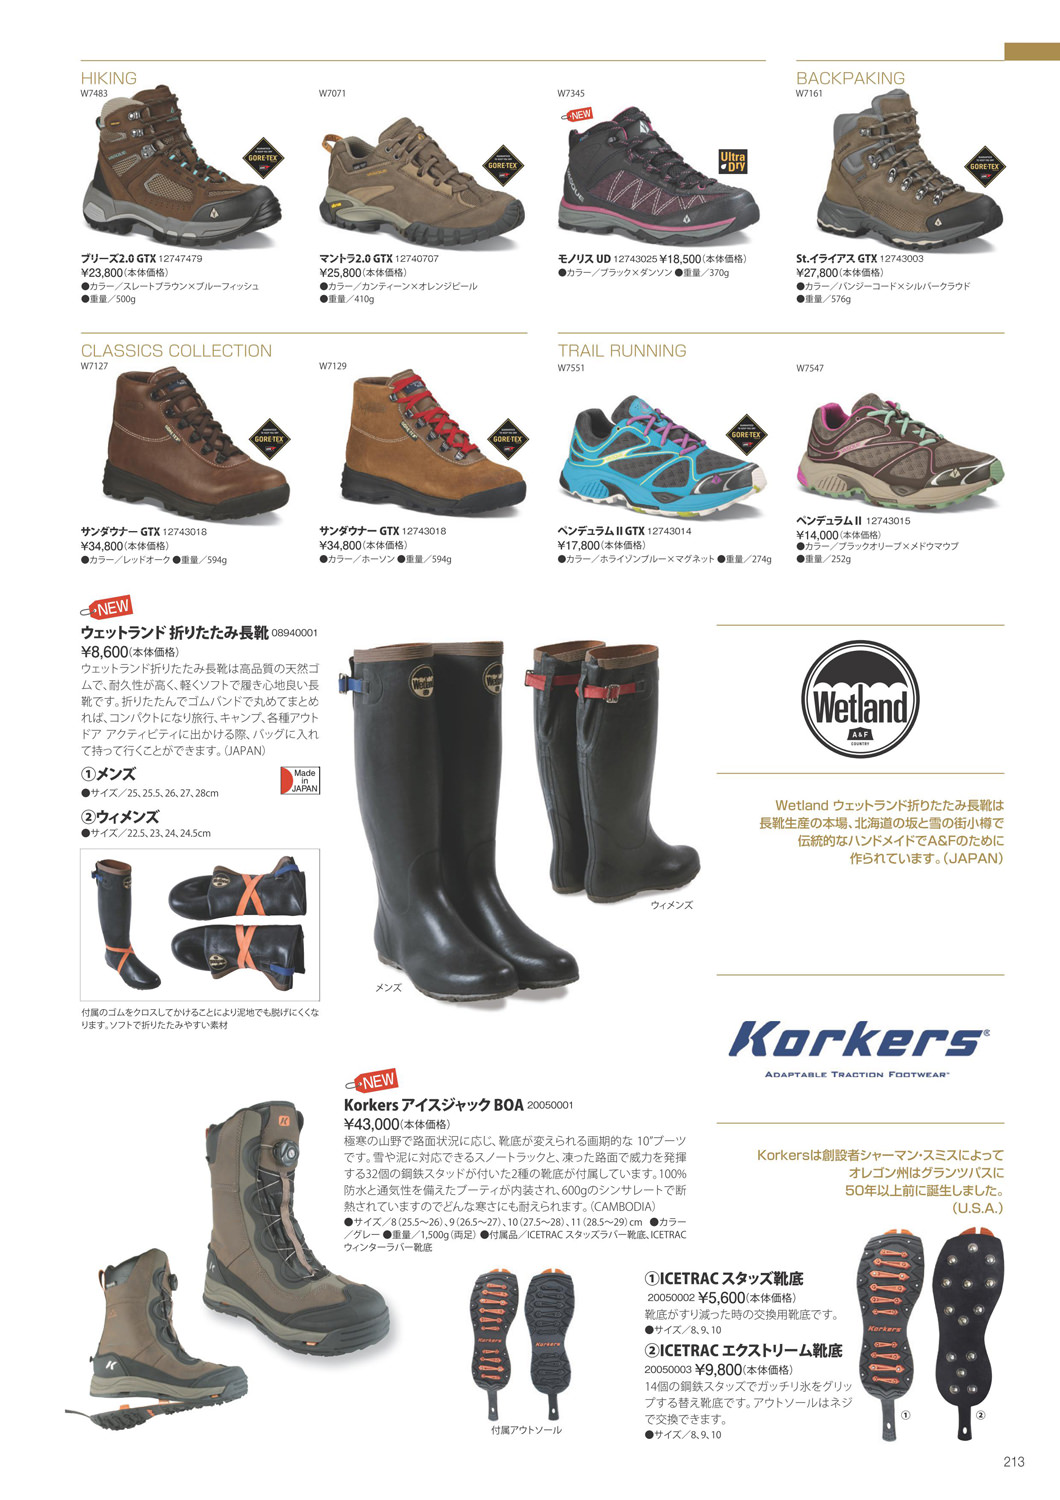 HIKING
W7483
W7071
W7345
NEW
BACKPAKING
W7161
GORE-TEX
GORE-TEX
Ultra Dry
GORE-TEX
ブリーズ2.0 GTX 12747479
¥23,800(本体価格)
●カラー／スレートブラウン×ブルーフィッシュ
●重量／500g
マントラ2.0 GTX 12740707
¥25,800(本体価格)
●カラー／カンティーン×オレンジピール
●重量／410g
モノリス UD 12743025 ¥18,500(本体価格)
●カラー／ブラック×ダンソン ●重量／370g
St.イライアス GTX 12743003
¥27,800(本体価格)
●カラー／バンジーコード×シルバークラウド
●重量／576g
CLASSICS COLLECTION
W7127
W7129
TRAIL RUNNING
W7551
W7547
GORE-TEX
GORE-TEX
GORE-TEX
サンダウナー GTX 12743018
¥34,800(本体価格)
●カラー／レッドオーク ●重量／594g
サンダウナー GTX 12743018
¥34,800(本体価格)
●カラー／ホーソン ●重量／594g
ペンデュラム II GTX 12743014
¥17,800(本体価格)
●カラー／ホライゾンブルー×マグネット ●重量／274g
ペンデュラム II 12743015
¥14,000(本体価格)
●カラー／ブラックオリーブ×メドウマウブ
●重量／252g
NEW
ウェットランド 折りたたみ長靴 08940001
¥8,600(本体価格)
ウェットランド折りたたみ長靴は高品質の天然ゴ
ムで、耐久性が高く、軽くソフトで履き心地良い長
靴です。折りたたんでゴムバンドで丸めてまとめ
れば、コンパクトになり旅行、キャンプ、各種アウト
ドア アクティビティに出かける際、バッグに入れ
て持って行くことができます。(JAPAN)
①メンズ
●サイズ／25、25.5、26、27、28cm
Made
in
JAPAN
②ウィメンズ
●サイズ／22.5、23、24、24.5cm
付属のゴムをクロスしてかけることにより泥地でも脱げにくくな
ります。ソフトで折りたたみやすい素材
Wetland
メンズ
ウィメンズ
Wetland
A&F
COUNTRY
Wetland ウェットランド折りたたみ長靴は
長靴生産の本場、北海道の坂と雪の街小樽で
伝統的なハンドメイドでA&Fのために
作られています。(JAPAN)
Korkers®
ADAPTABLE TRACTION FOOTWEAR™
Korkersは創設者シャーマン・スミスによって
オレゴン州はグランツパスに
50年以上前に誕生しました。
(U.S.A.)
NEW
Korkers アイスジャック BOA 20050001
¥43,000(本体価格)
極寒の山野で路面状況に応じ、靴底が変えられる画期的な 10"ブーツ
です。雪や泥に対応できるスノートラックと、凍った路面で威力を発揮
する32個の鋼鉄スタッドが付いた2種の靴底が付属しています。100%
防水と通気性を備えたブーティが内装され、600gのシンサレートで断
熱されていますのでどんな寒さにも耐えられます。(CAMBODIA)
●サイズ／8（25.5〜26）、9（26.5〜27）、10（27.5〜28）、11（28.5〜29）cm ●カラー
／グレー ●重量／1,500g（両足） ●付属品／ICETRAC スタッズラバー靴底、ICETRAC
ウィンターラバー靴底
Korkers
Korkers
付属アウトソール
①ICETRAC スタッズ靴底
20050002 ¥5,600(本体価格)
靴底がすり減った時の交換用靴底です。
●サイズ／8、9、10
②ICETRAC エクストリーム靴底
20050003 ¥9,800(本体価格)
14個の鋼鉄スタッズでガッチリ氷をグリッ
プする替え靴底です。アウトソールはネジ
で交換できます。
●サイズ／8、9、10
Korkers
①
②
213